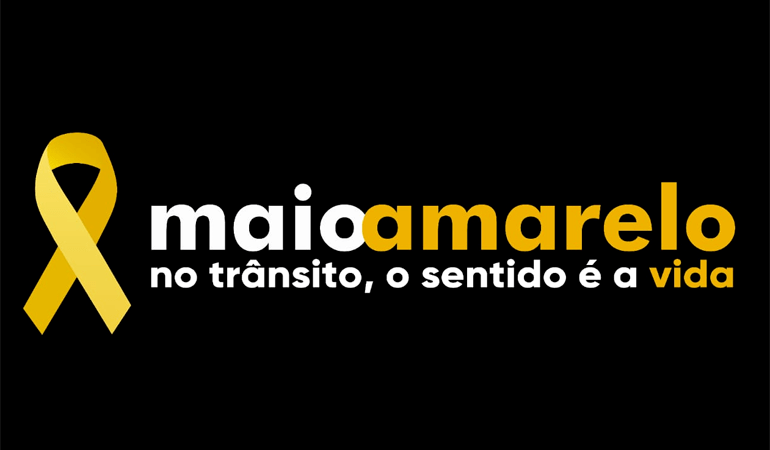 maioamarelo
no trânsito, o sentido é a vida